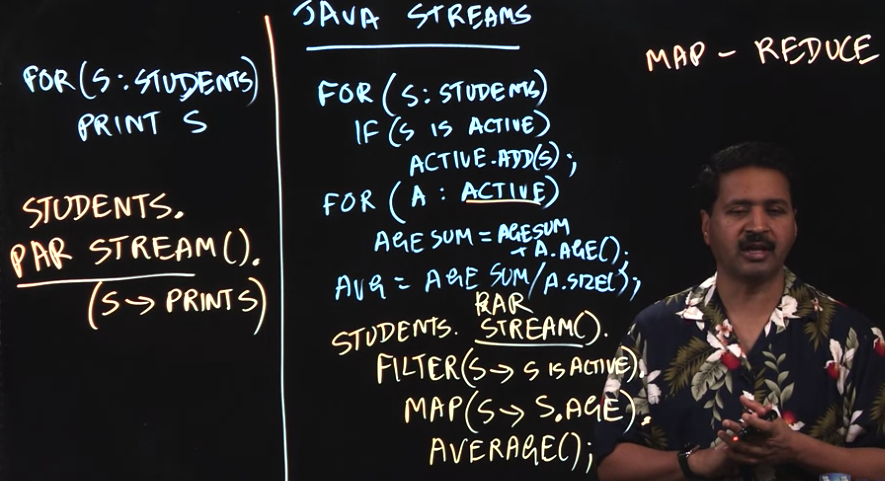 JAVA STREAMS
MAP - REDUCE
FOR(S : STUDENTS)
PRINT S
STUDENTS.
PAR STREAM().
(S → PRINT S)
FOR (S : STUDENTS)
IF (S IS ACTIVE)
ACTIVE.ADD(S);
FOR (A : ACTIVE)
AGE SUM = AGESUM
+ A.AGE();
AVG = AGE SUM/A.SIZE();
PAR
STUDENTS. STREAM().
FILTER(S → S IS ACTIVE).
MAP(S → S.AGE).
AVERAGE();